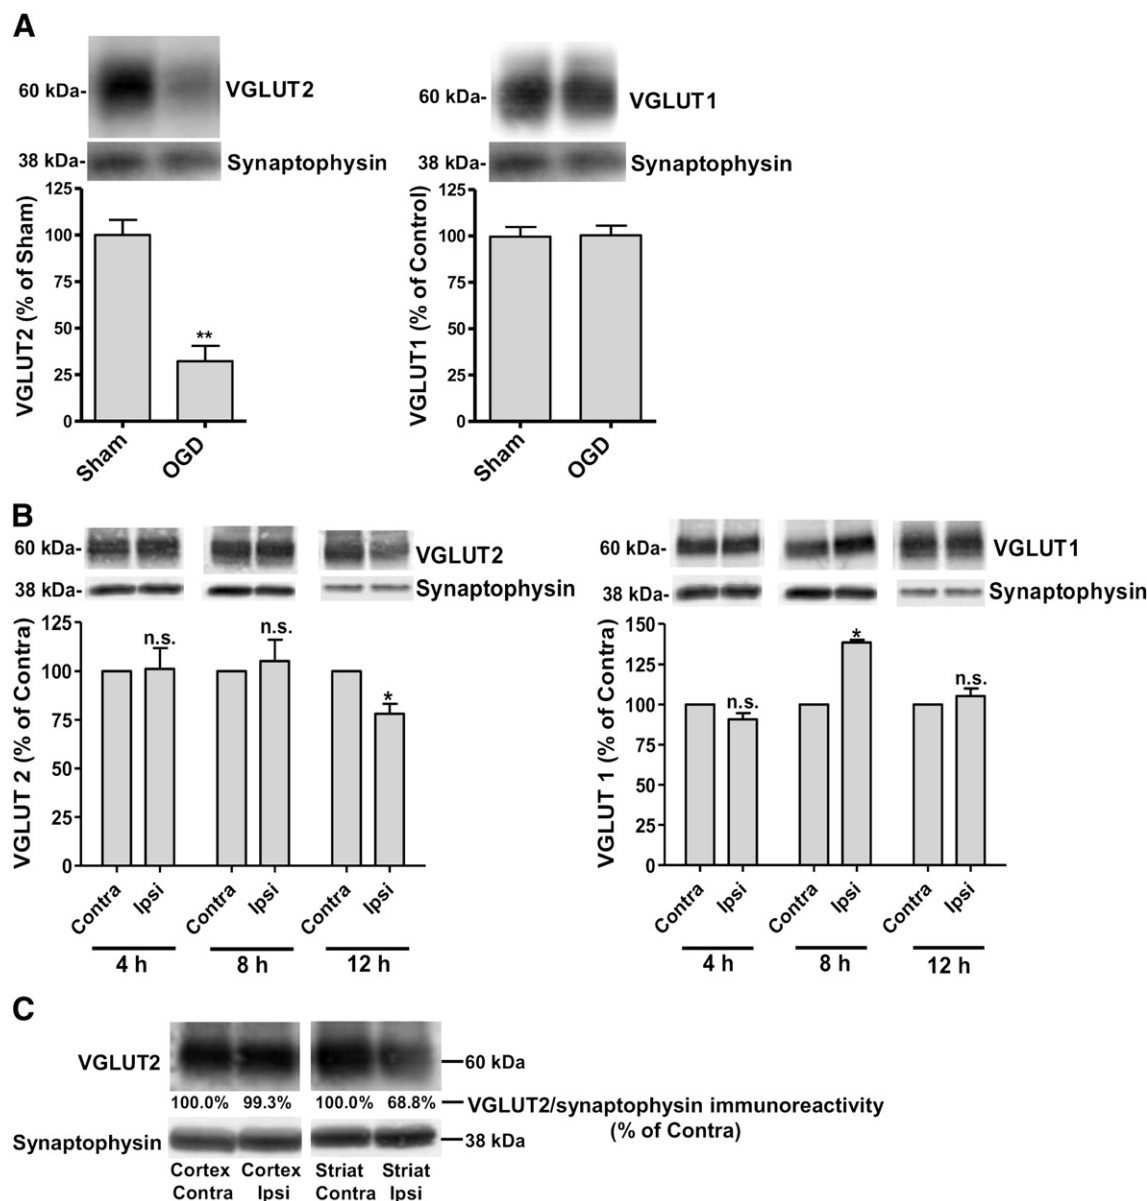 A
60 kDa- VGLUT2
38 kDa- Synaptophysin
VGLUT2 (% of Sham)
125
100
75
50
25
0
**
Sham OGD
60 kDa- VGLUT1
38 kDa- Synaptophysin
VGLUT1 (% of Control)
125
100
75
50
25
0
Sham OGD
B
60 kDa- VGLUT2
38 kDa- Synaptophysin
VGLUT 2 (% of Contra)
125
100
75
50
25
0
n.s. n.s. *
Contra Ipsi Contra Ipsi Contra Ipsi
4 h 8 h 12 h
60 kDa- VGLUT1
38 kDa- Synaptophysin
VGLUT 1 (% of Contra)
150
125
100
75
50
25
0
n.s. * n.s.
Contra Ipsi Contra Ipsi Contra Ipsi
4 h 8 h 12 h
C
VGLUT2 60 kDa
100.0% 99.3% 100.0% 68.8% VGLUT2/synaptophysin immunoreactivity
(% of Contra)
Synaptophysin 38 kDa
Cortex Cortex Striat Striat
Contra Ipsi Contra Ipsi